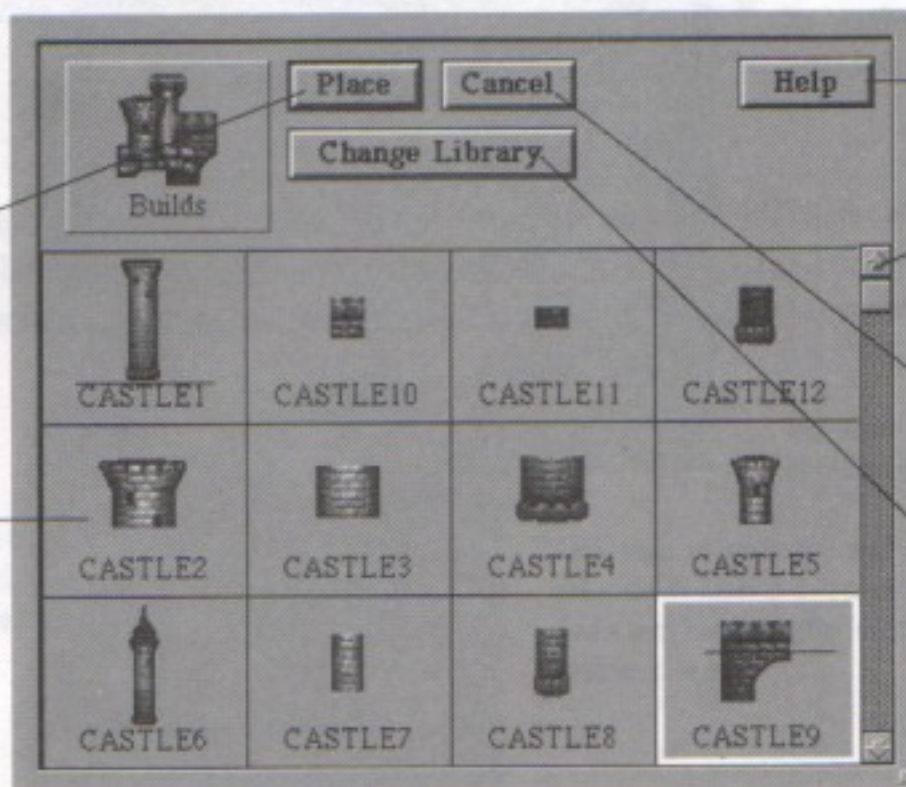 Place Cancel Help
Change Library
Builds
CASTLE1 CASTLE10 CASTLE11 CASTLE12
CASTLE2 CASTLE3 CASTLE4 CASTLE5
CASTLE6 CASTLE7 CASTLE8 CASTLE9